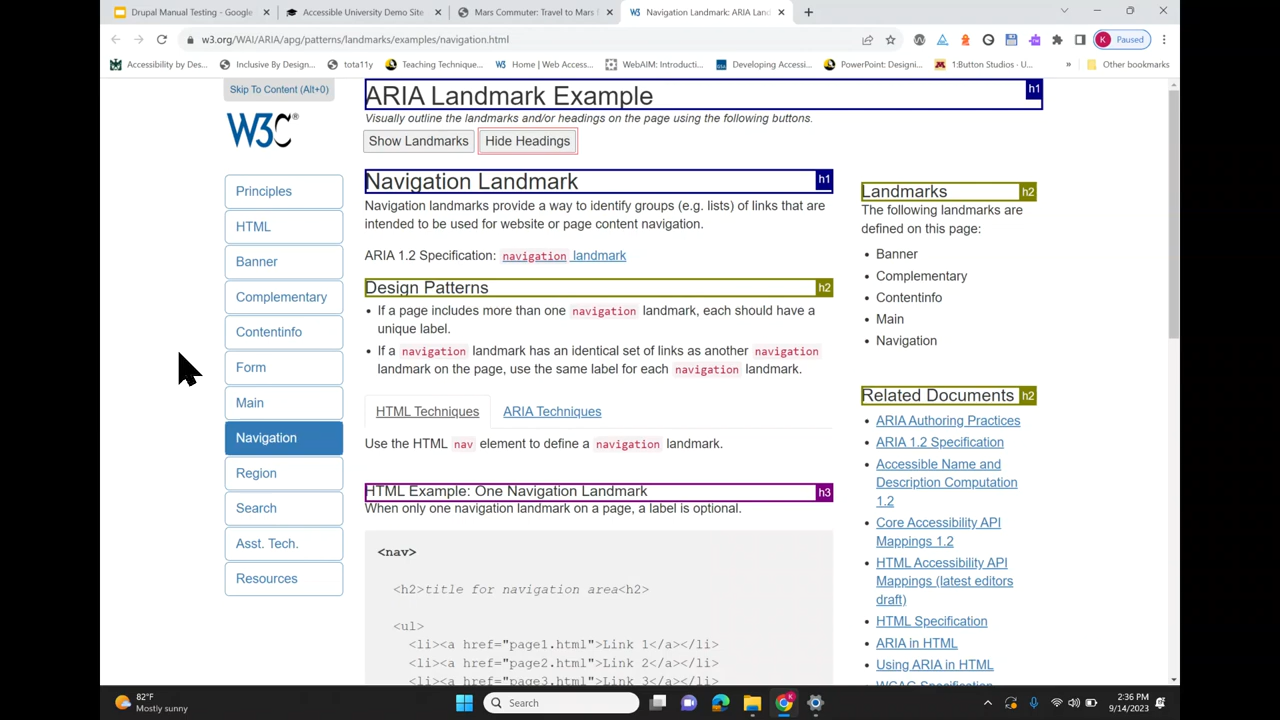 Drupal Manual Testing - Google
Accessible University Demo Site
Mars Commuter: Travel to Mars f
Navigation Landmark: ARIA Land
w3.org/WAI/ARIA/apg/patterns/landmarks/examples/navigation.html
K Paused
Accessibility by Des...
Inclusive By Design...
tota11y
Teaching Technique...
Home | Web Access...
WebAIM: Introducti...
Developing Accessi...
PowerPoint: Designi...
1:Button Studios - U...
»
Other bookmarks
Skip To Content (Alt+0)
W3C®
Principles
HTML
Banner
Complementary
Contentinfo
Form
Main
Navigation
Region
Search
Asst. Tech.
Resources
ARIA Landmark Example h1
Visually outline the landmarks and/or headings on the page using the following buttons.
Show Landmarks Hide Headings
Navigation Landmark h1
Navigation landmarks provide a way to identify groups (e.g. lists) of links that are
intended to be used for website or page content navigation.
ARIA 1.2 Specification: navigation landmark
Design Patterns h2
• If a page includes more than one navigation landmark, each should have a
unique label.
• If a navigation landmark has an identical set of links as another navigation
landmark on the page, use the same label for each navigation landmark.
HTML Techniques ARIA Techniques
Use the HTML nav element to define a navigation landmark.
HTML Example: One Navigation Landmark h3
When only one navigation landmark on a page, a label is optional.
<nav>
<h2>title for navigation area<h2>
<ul>
<li><a href="page1.html">Link 1</a></li>
<li><a href="page2.html">Link 2</a></li>
<li><a href="page3.html">Link 3</a></li>
Landmarks h2
The following landmarks are
defined on this page:
• Banner
• Complementary
• Contentinfo
• Main
• Navigation
Related Documents h2
• ARIA Authoring Practices
• ARIA 1.2 Specification
• Accessible Name and
Description Computation
1.2
• Core Accessibility API
Mappings 1.2
• HTML Accessibility API
Mappings (latest editors
draft)
• HTML Specification
• ARIA in HTML
• Using ARIA in HTML
• WCAG Specification
82°F
Mostly sunny
Search
2:36 PM
9/14/2023